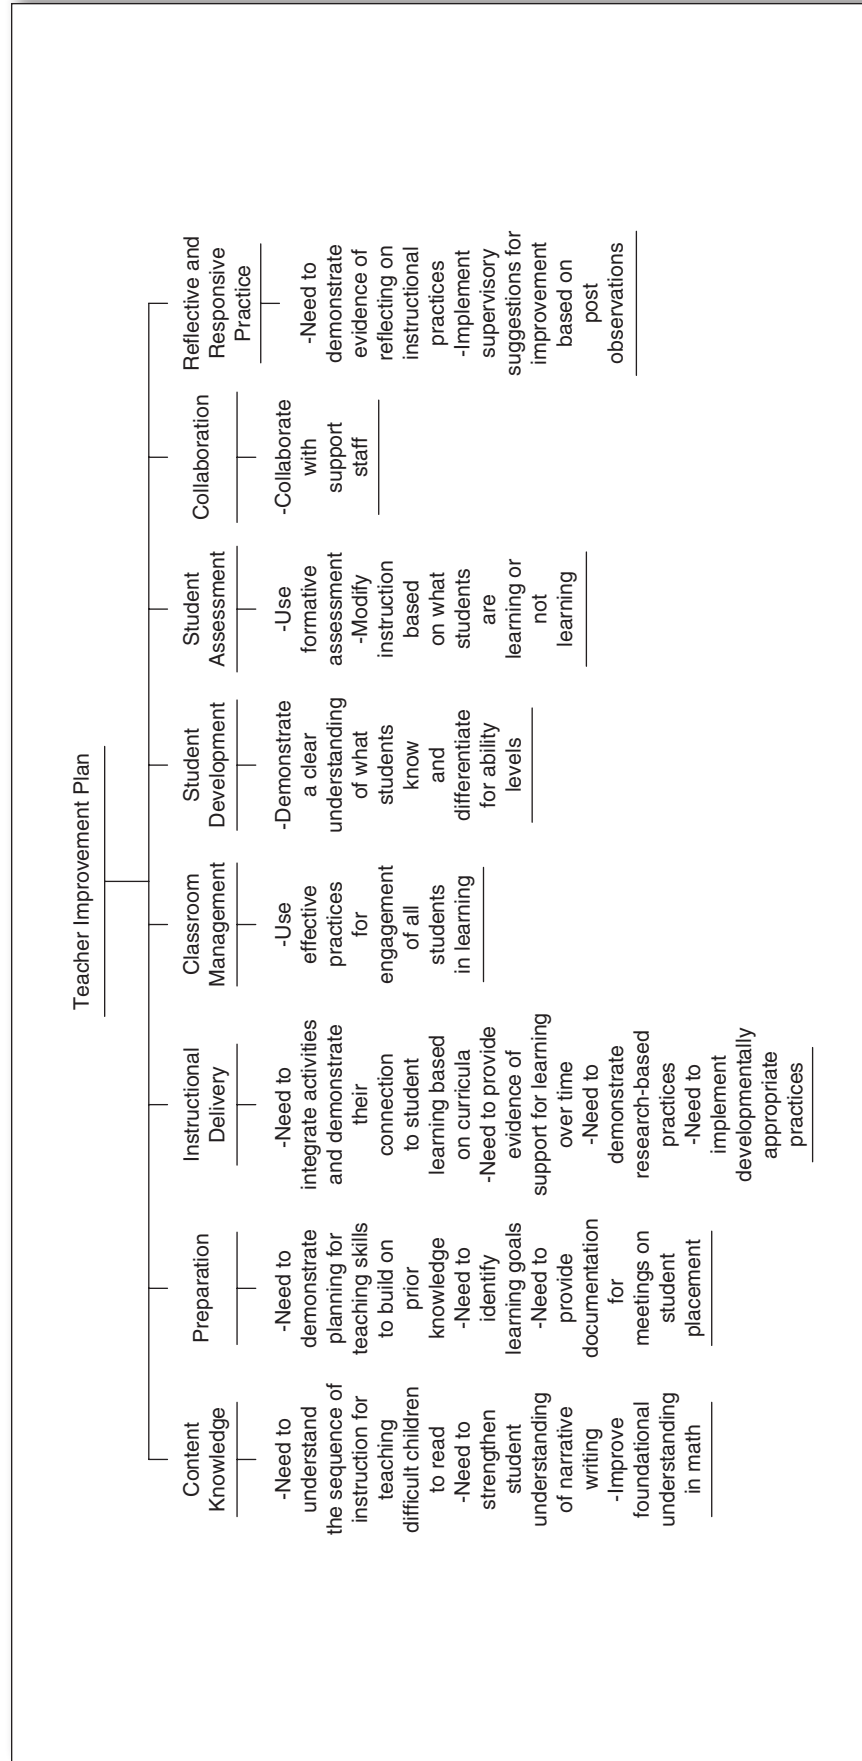 Teacher Improvement Plan
Content
Knowledge
-Need to
understand
the sequence of
instruction for
teaching
difficult children
to read
-Need to
strengthen
student
understanding
of narrative
writing
-Improve
foundational
understanding
in math
Preparation
-Need to
demonstrate
planning for
teaching skills
to build on
prior
knowledge
-Need to
identify
learning goals
-Need to
provide
documentation
for
meetings on
student
placement
Instructional
Delivery
-Need to
integrate activities
and demonstrate
their
connection
to student
learning based
on curricula
-Need to provide
evidence of
support for learning
over time
-Need to
demonstrate
research-based
practices
-Need to
implement
developmentally
appropriate
practices
Classroom
Management
-Use
effective
practices
for
engagement
of all
students
in learning
Student
Development
-Demonstrate
a clear
understanding
of what
students
know
and
differentiate
for ability
levels
Student
Assessment
-Use
formative
assessment
-Modify
instruction
based
on what
students
are
learning or
not
learning
Collaboration
-Collaborate
with
support
staff
Reflective and
Responsive
Practice
-Need to
demonstrate
evidence of
reflecting on
instructional
practices
-Implement
supervisory
suggestions for
improvement
based on
post
observations